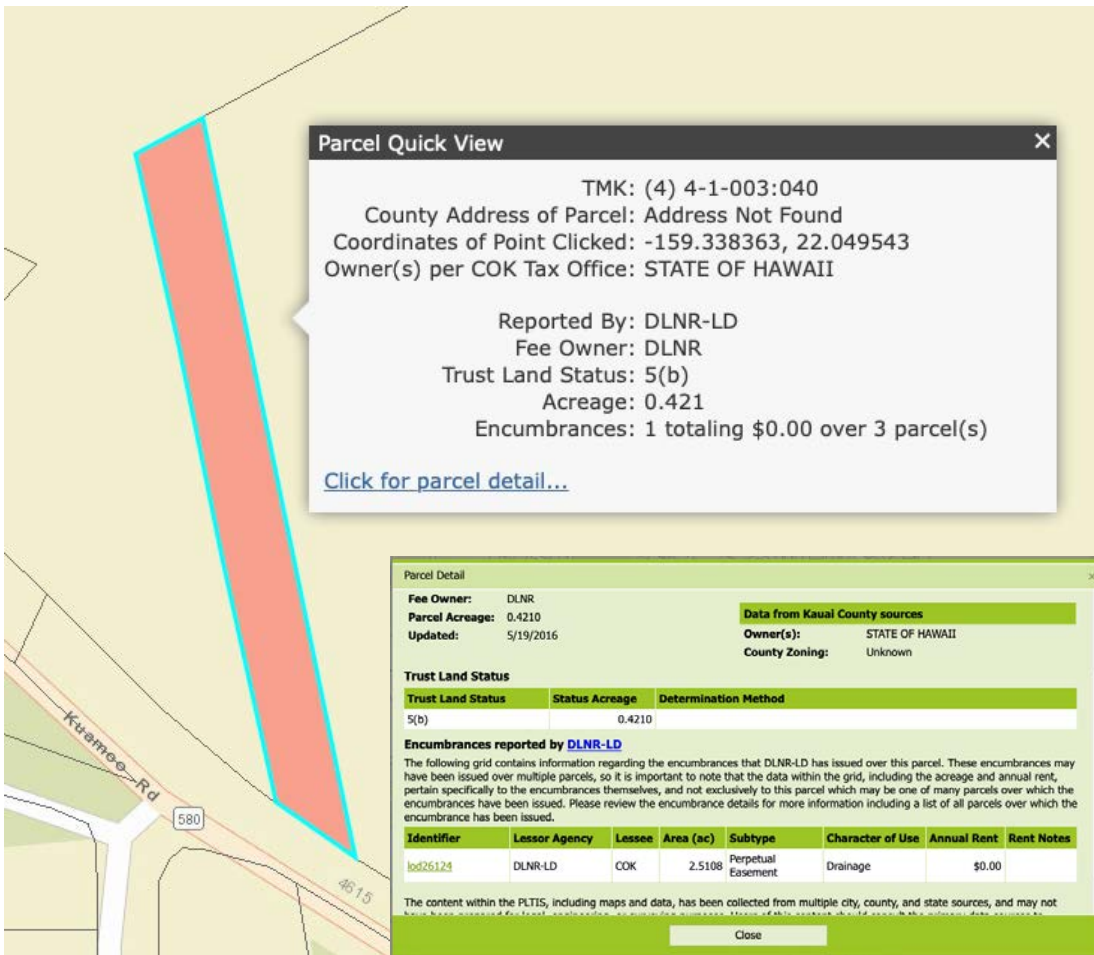 Parcel Quick View
TMK: (4) 4-1-003:040
County Address of Parcel: Address Not Found
Coordinates of Point Clicked: -159.338363, 22.049543
Owner(s) per COK Tax Office: STATE OF HAWAII
Reported By: DLNR-LD
Fee Owner: DLNR
Trust Land Status: 5(b)
Acreage: 0.421
Encumbrances: 1 totaling $0.00 over 3 parcel(s)
Click for parcel detail...
Kuamoo Rd
580
4615
Parcel Detail
Fee Owner: DLNR
Parcel Acreage: 0.4210
Updated: 5/19/2016
Data from Kauai County sources
Owner(s): STATE OF HAWAII
County Zoning: Unknown
Trust Land Status
Trust Land Status Status Acreage Determination Method
5(b) 0.4210
Encumbrances reported by DLNR-LD
The following grid contains information regarding the encumbrances that DLNR-LD has issued over this parcel. These encumbrances may
have been issued over multiple parcels, so it is important to note that the data within the grid, including the acreage and annual rent,
pertain specifically to the encumbrances themselves, and not exclusively to this parcel which may be one of many parcels over which the
encumbrances have been issued. Please review the encumbrance details for more information including a list of all parcels over which the
encumbrance has been issued.
Identifier Lessor Agency Lessee Area (ac) Subtype Character of Use Annual Rent Rent Notes
lod26124 DLNR-LD COK 2.5108 Perpetual Easement Drainage $0.00
The content within the PLTIS, including maps and data, has been collected from multiple city, county, and state sources, and may not
Close